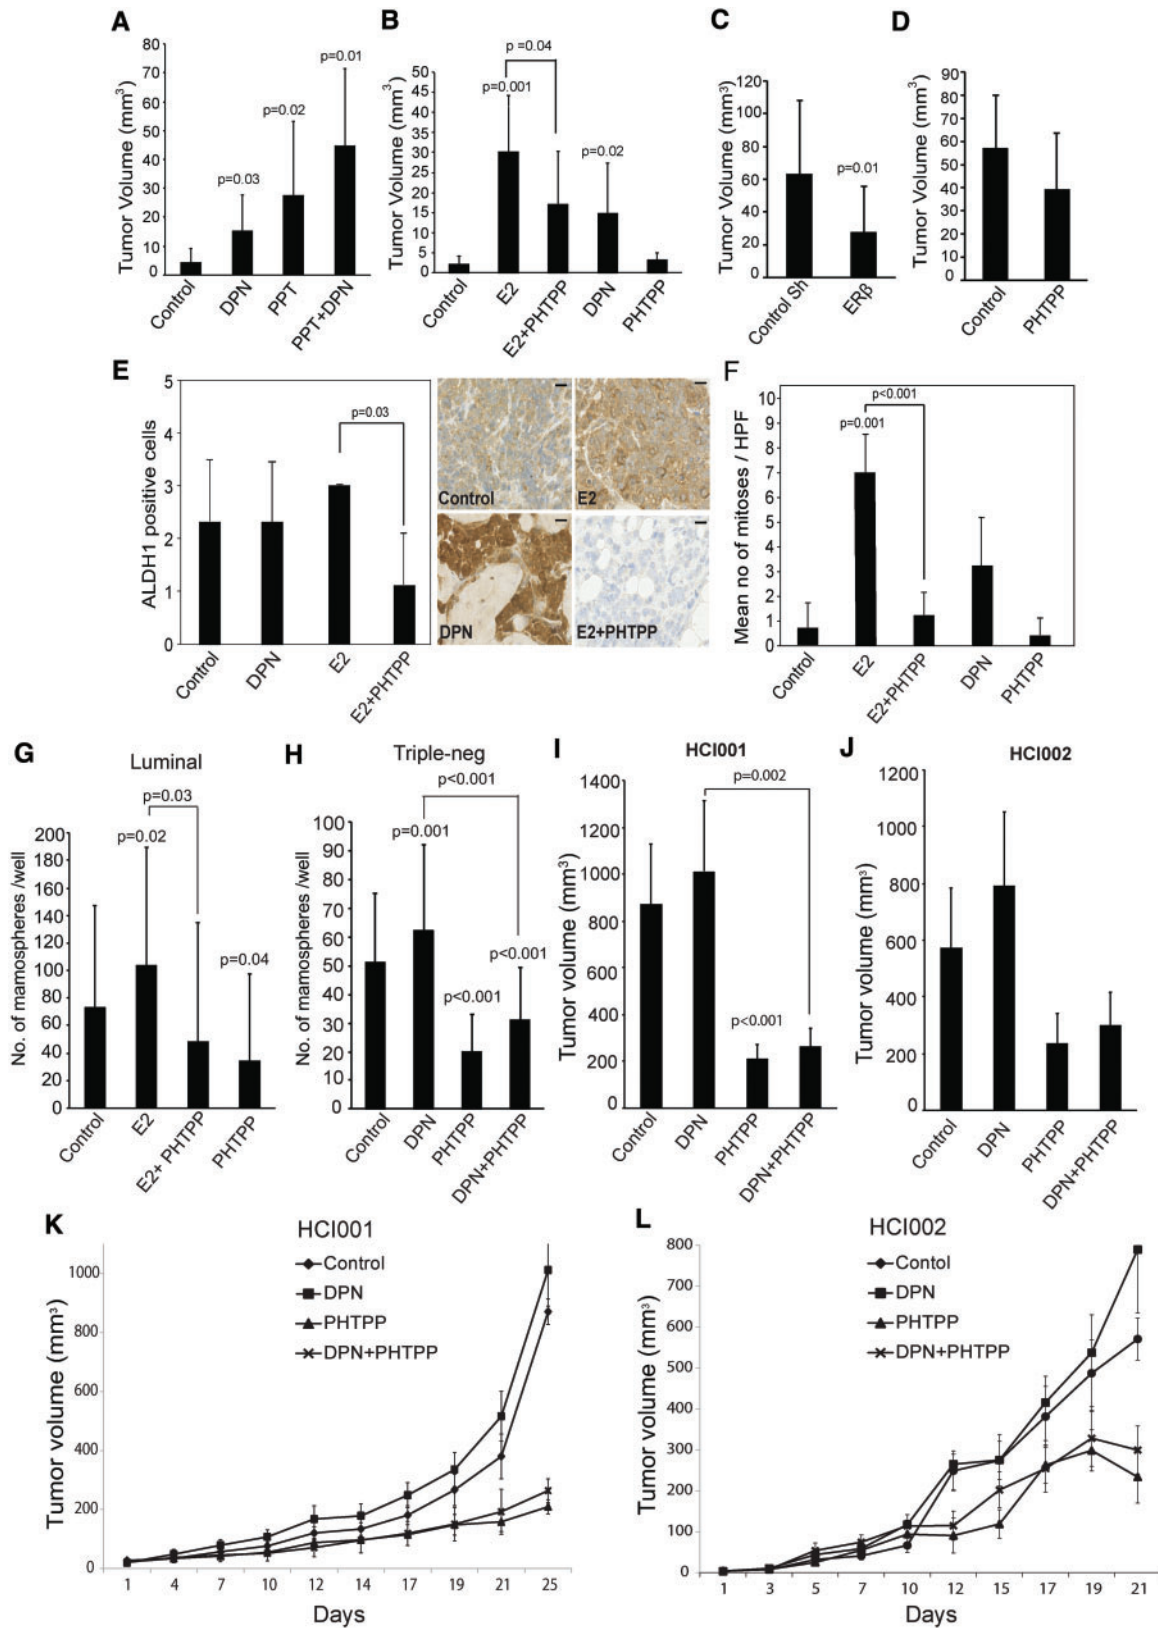 A
Tumor Volume (mm³)
80
70
60
50
40
30
20
10
0
p=0.03
p=0.02
p=0.01
Control
DPN
PPT
PPT+DPN
B
Tumor Volume (mm³)
50
45
40
35
30
25
20
15
10
5
0
p =0.04
p=0.001
p=0.02
Control
E2
E2+PHTPP
DPN
PHTPP
C
Tumor Volume (mm³)
120
100
80
60
40
20
0
p=0.01
Control Sh
ERβ
D
Tumor Volume (mm³)
90
80
70
60
50
40
30
20
10
0
Control
PHTPP
E
ALDH1 positive cells
5
4
3
2
1
0
p=0.03
Control
DPN
E2
E2+PHTPP
Control
E2
DPN
E2+PHTPP
F
Mean no of mitoses / HPF
10
9
8
7
6
5
4
3
2
1
0
p<0.001
p=0.001
Control
E2
E2+PHTPP
DPN
PHTPP
G
Luminal
No. of mamospheres /well
200
180
160
140
120
100
80
60
40
20
0
p=0.03
p=0.02
p=0.04
Control
E2
E2+ PHTPP
PHTPP
H
Triple-neg
No. of mamospheres /well
100
90
80
70
60
50
40
30
20
10
0
p<0.001
p=0.001
p<0.001
p<0.001
Control
DPN
PHTPP
DPN+PHTPP
I
HCI001
Tumor volume (mm³)
1400
1200
1000
800
600
400
200
0
p=0.002
p<0.001
Control
DPN
PHTPP
DPN+PHTPP
J
HCI002
Tumor volume (mm³)
1200
1000
800
600
400
200
0
Control
DPN
PHTPP
DPN+PHTPP
K
HCI001
Control
DPN
PHTPP
DPN+PHTPP
Tumor volume (mm³)
1000
800
400
200
0
1 4 7 10 12 14 17 19 21 25
Days
L
HCI002
Contol
DPN
PHTPP
DPN+PHTPP
Tumor volume (mm³)
800
700
600
500
400
300
200
100
0
1 3 5 7 10 12 15 17 19 21
Days